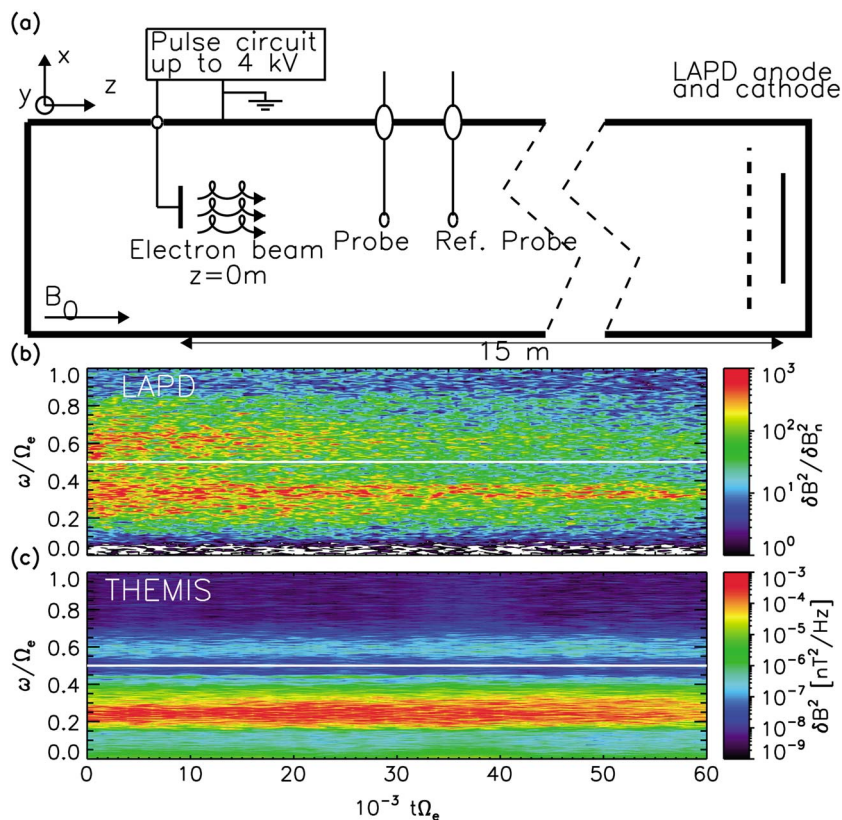 (a)
Pulse circuit
up to 4 kV
x
y
z
LAPD anode
and cathode
Electron beam
z=0m
Probe
Ref. Probe
B₀
15 m
(b)
LAPD
ω/Ωₑ
1.0
0.8
0.6
0.4
0.2
0.0
10³
10²
10¹
10⁰
δB²/δBₙ²
(c)
THEMIS
ω/Ωₑ
1.0
0.8
0.6
0.4
0.2
0.0
10⁻³
10⁻⁴
10⁻⁵
10⁻⁶
10⁻⁷
10⁻⁸
10⁻⁹
δB² [nT²/Hz]
0 10 20 30 40 50 60
10⁻³ tΩₑ